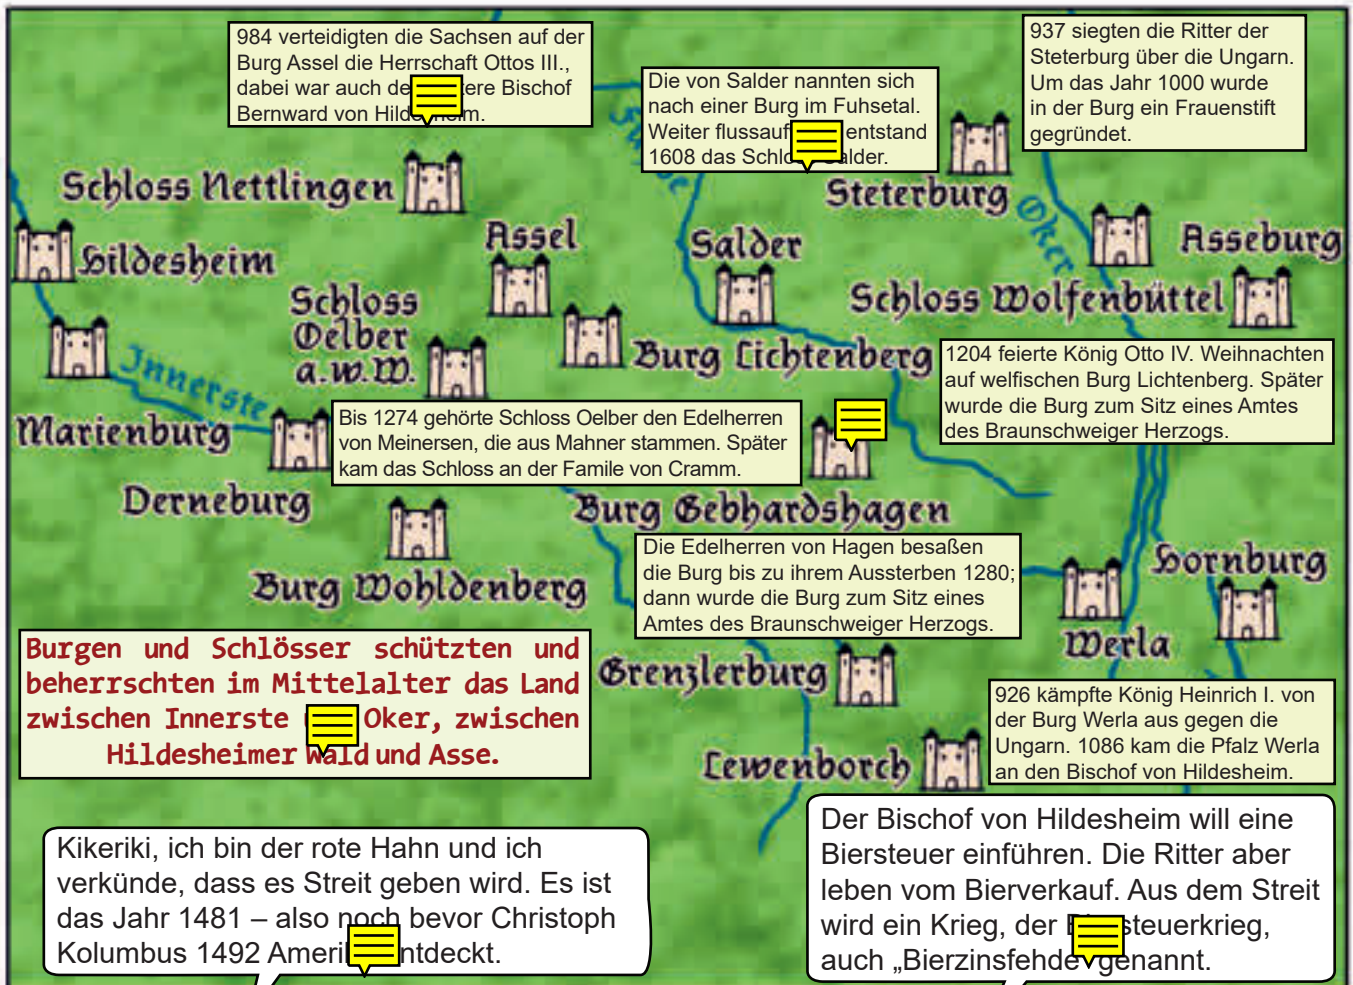 984 verteidigten die Sachsen auf der
Burg Assel die Herrschaft Ottos III.,
dabei war auch Bischof
Bernward von
Die von Salder nannten sich
nach einer Burg im Fuhsetal.
Weiter entstand
1608 das
937 siegten die Ritter der
Steterburg über die Ungarn.
Um das Jahr 1000 wurde
in der Burg ein Frauenstift
gegründet.
Schloss Nettlingen
Steterburg
Oker
Hildesheim
Assel
Salder
Asseburg
Schloss
Oelber
a.w.W.
Schloss Wolfenbüttel
Innerste
Burg Lichtenberg
1204 feierte König Otto IV. Weihnachten
auf welfischen Burg Lichtenberg. Später
wurde die Burg zum Sitz eines Amtes
des Braunschweiger Herzogs.
Marienburg
Bis 1274 gehörte Schloss Oelber den Edelherren
von Meinersen, die aus Mahner stammen. Später
kam das Schloss an der Famile von Cramm.
Derneburg
Burg Gebhardshagen
Die Edelherren von Hagen besaßen
die Burg bis zu ihrem Aussterben 1280;
dann wurde die Burg zum Sitz eines
Amtes des Braunschweiger Herzogs.
Hornburg
Burg Wohldenberg
Werla
Burgen und Schlösser schützten und
beherrschten im Mittelalter das Land
zwischen Innerste Oker, zwischen
Hildesheimer Wald und Asse.
Grenzlerburg
926 kämpfte König Heinrich I. von
der Burg Werla aus gegen die
Ungarn. 1086 kam die Pfalz Werla
an den Bischof von Hildesheim.
Lewenborch
Kikeriki, ich bin der rote Hahn und ich
verkünde, dass es Streit geben wird. Es ist
das Jahr 1481 – also noch bevor Christoph
Kolumbus 1492
Der Bischof von Hildesheim will eine
Biersteuer einführen. Die Ritter aber
leben vom Bierverkauf. Aus dem Streit
wird ein Krieg, der
auch „Bierzinsfehde genannt.